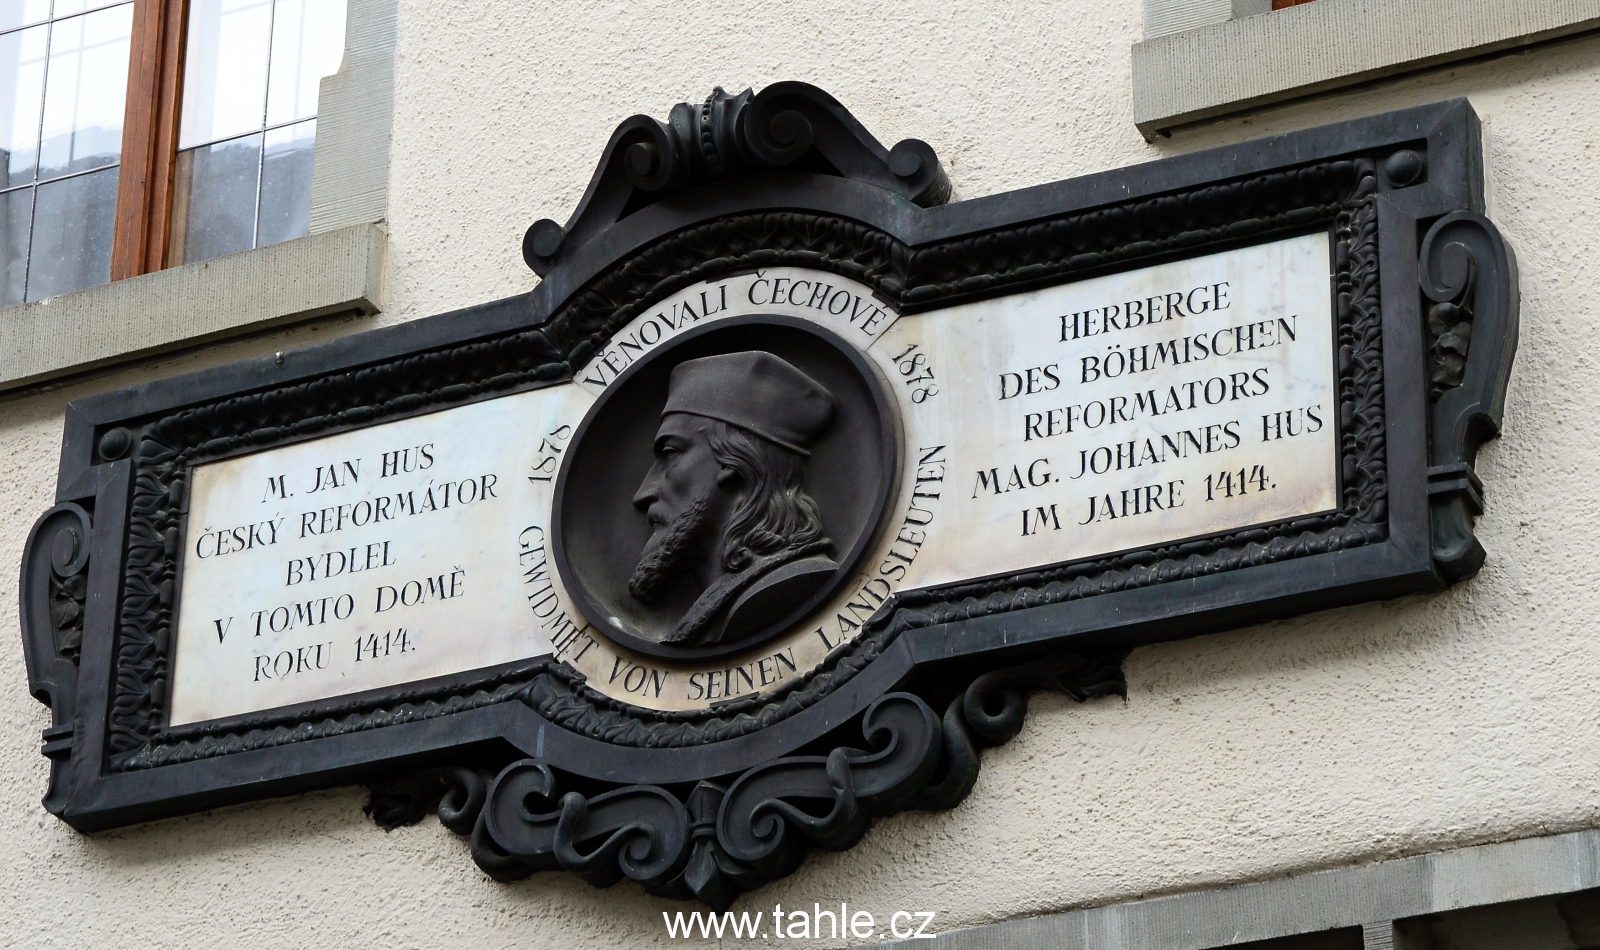 M. JAN HUS
ČESKÝ REFORMÁTOR
BYDLEL
V TOMTO DOMĚ
ROKU 1414.
VĚNOVALI ČECHOVÉ
1878
1878
GEWIDMET VON SEINEN LANDSLEUTEN
HERBERGE
DES BÖHMISCHEN
REFORMATORS
MAG. JOHANNES HUS
IM JAHRE 1414.
www.tahle.cz